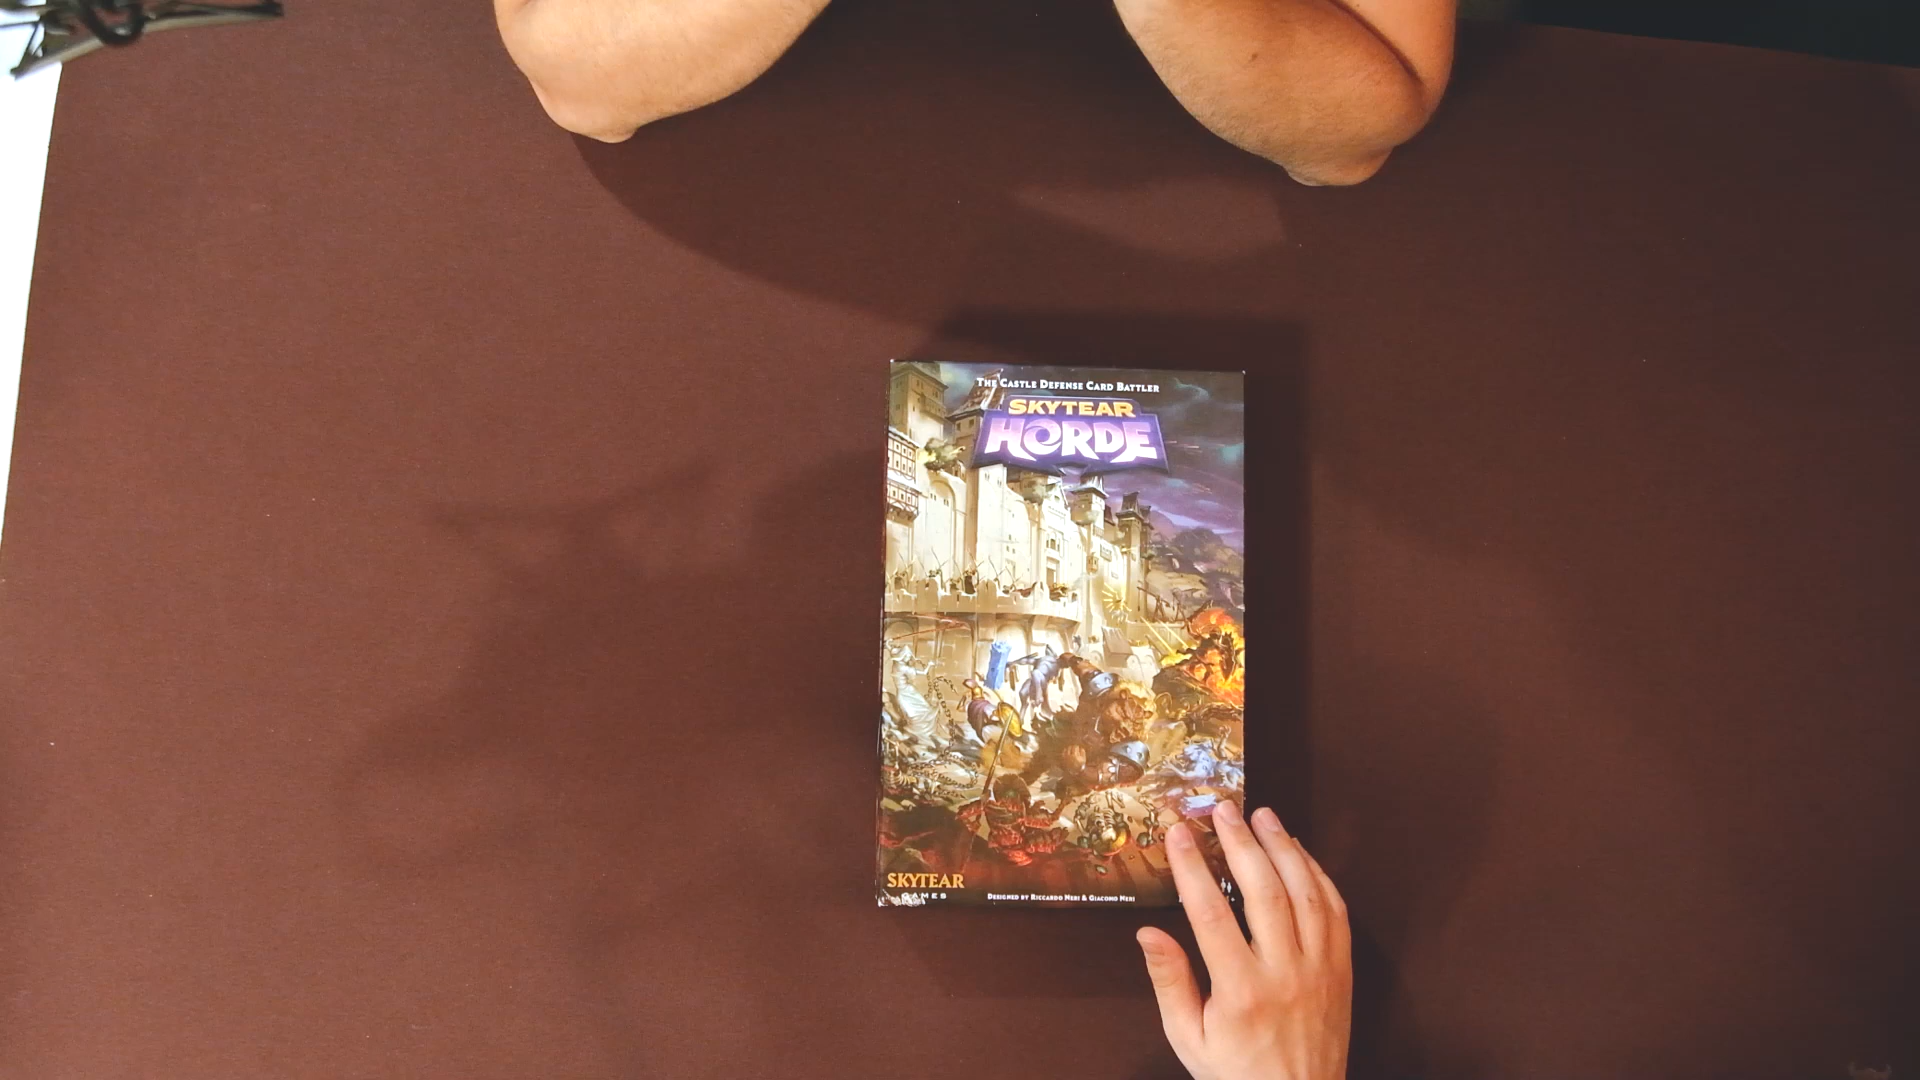 The Castle Defense Card Battler
SKYTEAR
HORDE
SKYTEAR
GAMES
Designed by Riccardo Neri & Giacomo Neri